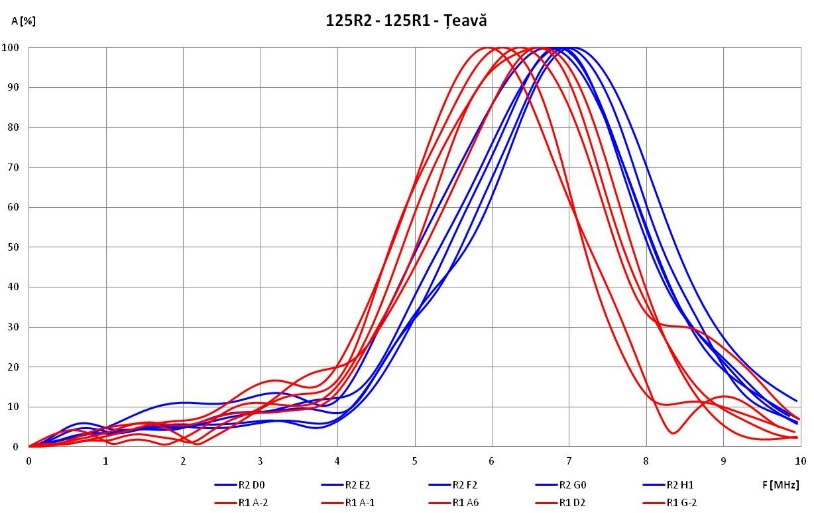 125R2 - 125R1 - Țeavă
A [%]
100
90
80
70
60
50
40
30
20
10
0
0 1 2 3 4 5 6 7 8 9 10
R2 D0 R2 E2 R2 F2 R2 G0 R2 H1 F [MHz]
R1 A-2 R1 A-1 R1 A6 R1 D2 R1 G-2